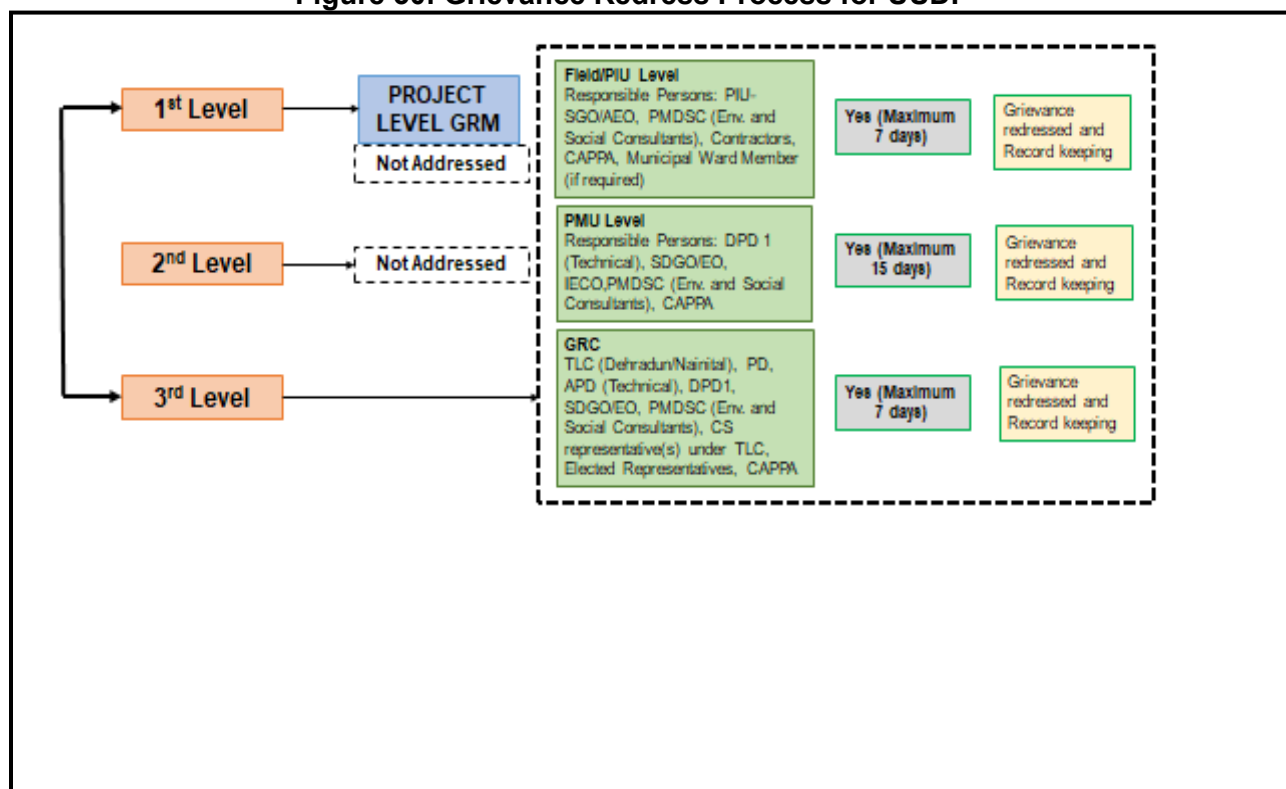 Figure
Grievance Redress Process for
1st Level
PROJECT
LEVEL GRM
Not Addressed
Field/PIU Level
Responsible Persons: PIU-
SGO/AEO, PMDSC (Env. and
Social Consultants), Contractors,
CAPPA, Municipal Ward Member
(if required)
Yes (Maximum
7 days)
Grievance
redressed and
Record keeping
2nd Level
Not Addressed
PMU Level
Responsible Persons: DPD 1
(Technical), SDGO/EO,
IECO,PMDSC (Env. and Social
Consultants), CAPPA
Yes (Maximum
15 days)
Grievance
redressed and
Record keeping
3rd Level
GRC
TLC (Dehradun/Nainital), PD,
APD (Technical), DPD1,
SDGO/EO, PMDSC (Env. and
Social Consultants), CS
representative(s) under TLC,
Elected Representatives, CAPPA
Yes (Maximum
7 days)
Grievance
redressed and
Record keeping